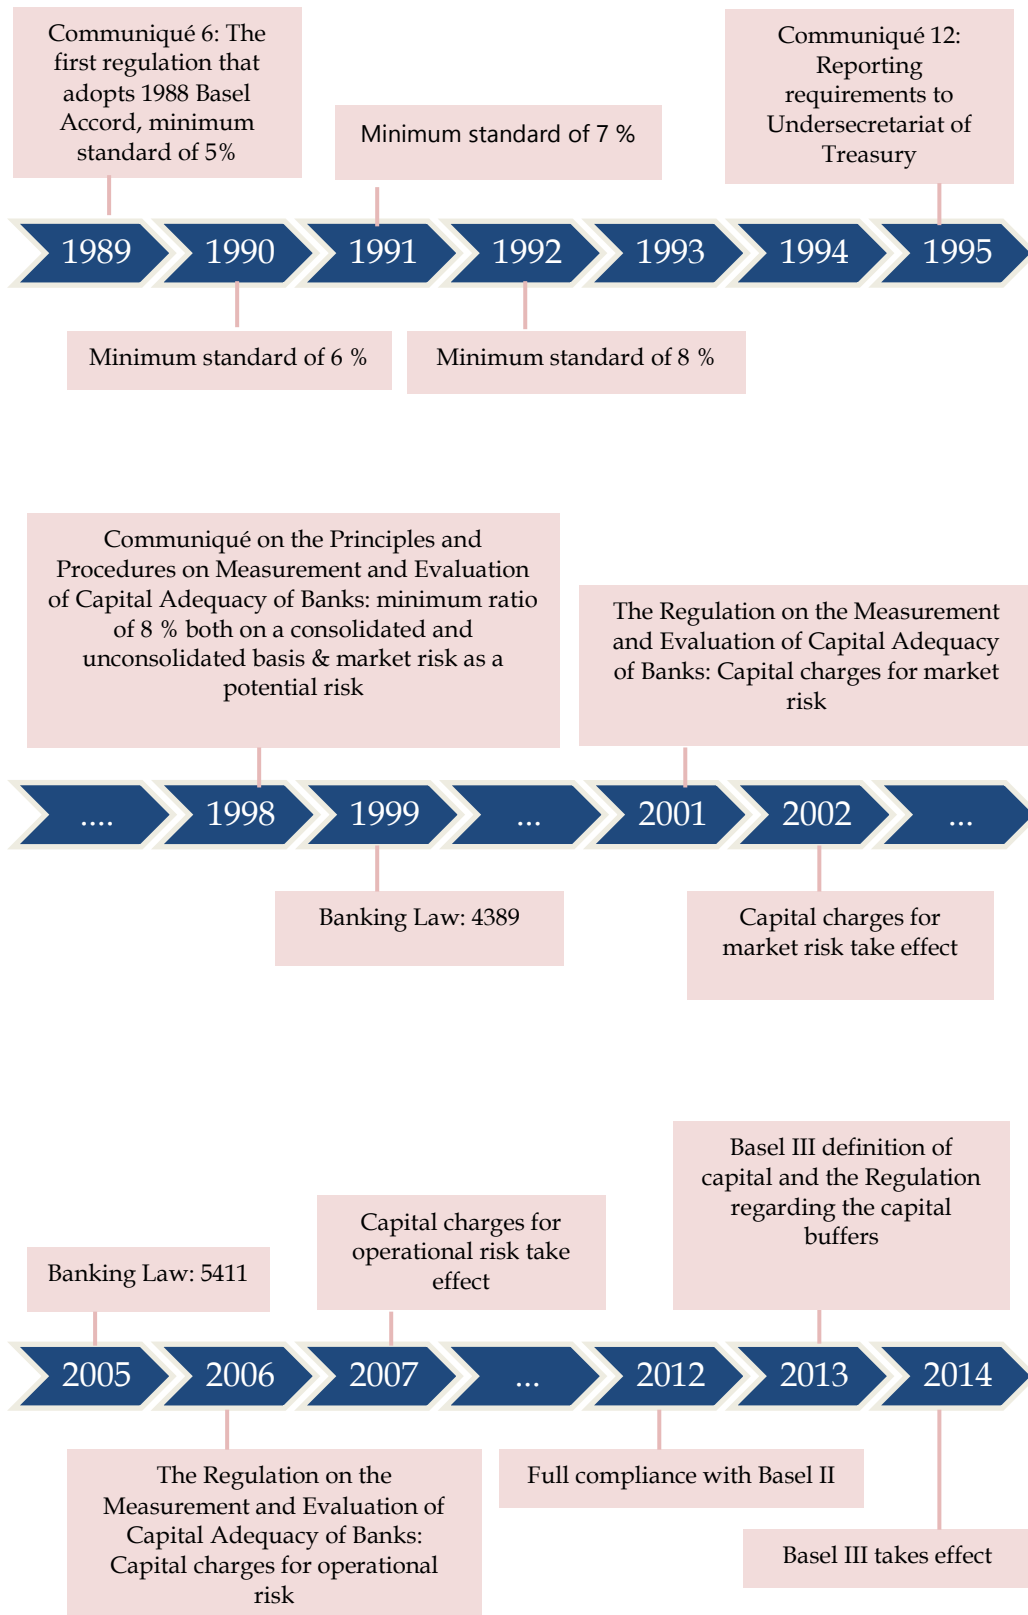 Communiqué 6: The
first regulation that
adopts 1988 Basel
Accord, minimum
standard of 5%
Minimum standard of 7 %
Communiqué 12:
Reporting
requirements to
Undersecretariat of
Treasury
1989
1990
1991
1992
1993
1994
1995
Minimum standard of 6 %
Minimum standard of 8 %
Communiqué on the Principles and
Procedures on Measurement and Evaluation
of Capital Adequacy of Banks: minimum ratio
of 8 % both on a consolidated and
unconsolidated basis & market risk as a
potential risk
The Regulation on the Measurement
and Evaluation of Capital Adequacy
of Banks: Capital charges for market
risk
....
1998
1999
...
2001
2002
...
Banking Law: 4389
Capital charges for
market risk take effect
Banking Law: 5411
Capital charges for
operational risk take
effect
Basel III definition of
capital and the Regulation
regarding the capital
buffers
2005
2006
2007
...
2012
2013
2014
The Regulation on the
Measurement and Evaluation of
Capital Adequacy of Banks:
Capital charges for operational
risk
Full compliance with Basel II
Basel III takes effect